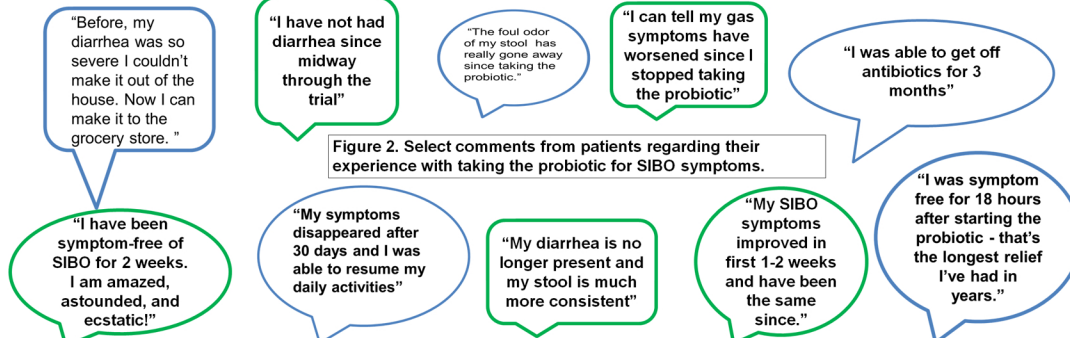 “Before, my
diarrhea was so
severe I couldn’t
make it out of the
house. Now I can
make it to the
grocery store. ”
“I have not had
diarrhea since
midway
through the
trial”
“The foul odor
of my stool has
really gone away
since taking the
probiotic.”
“I can tell my gas
symptoms have
worsened since I
stopped taking
the probiotic”
“I was able to get off
antibiotics for 3
months”
Figure 2. Select comments from patients regarding their
experience with taking the probiotic for SIBO symptoms.
“I have been
symptom-free of
SIBO for 2 weeks.
I am amazed,
astounded, and
ecstatic!”
“My symptoms
disappeared after
30 days and I was
able to resume my
daily activities”
“My diarrhea is no
longer present and
my stool is much
more consistent”
“My SIBO
symptoms
improved in
first 1-2 weeks
and have been
the same
since.”
“I was symptom
free for 18 hours
after starting the
probiotic - that’s
the longest relief
I’ve had in
years.”